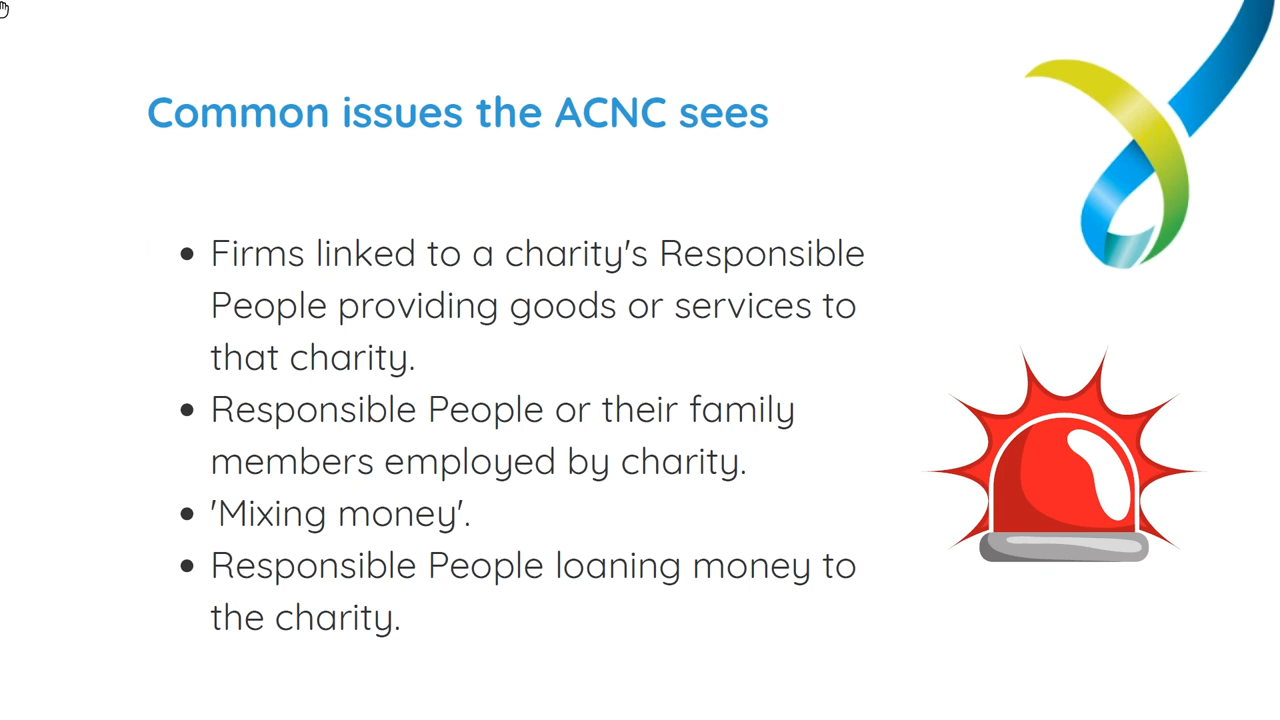 Common issues the ACNC sees
• Firms linked to a charity's Responsible
People providing goods or services to
that charity.
• Responsible People or their family
members employed by charity.
• 'Mixing money'.
• Responsible People loaning money to
the charity.